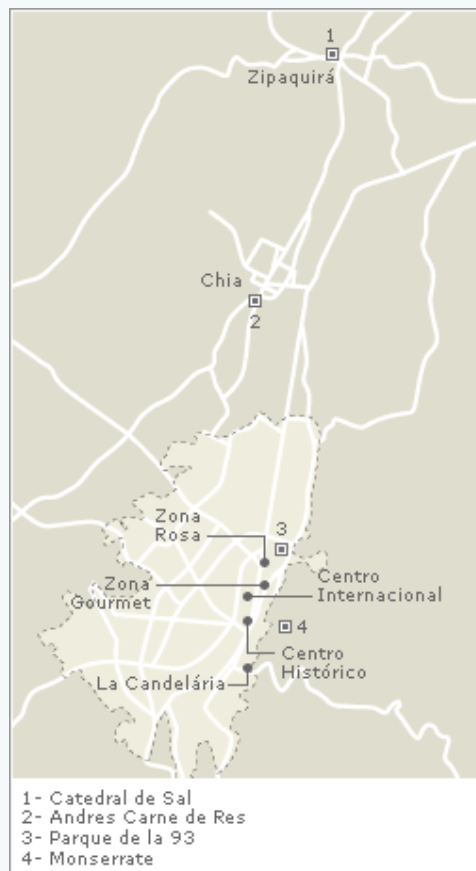 1
Zipaquirá
Chia
2
Zona
Rosa
3
Zona
Gourmet
Centro
Internacional
4
Centro
Histórico
La Candelária
1- Catedral de Sal
2- Andres Carne de Res
3- Parque de la 93
4- Monserrate